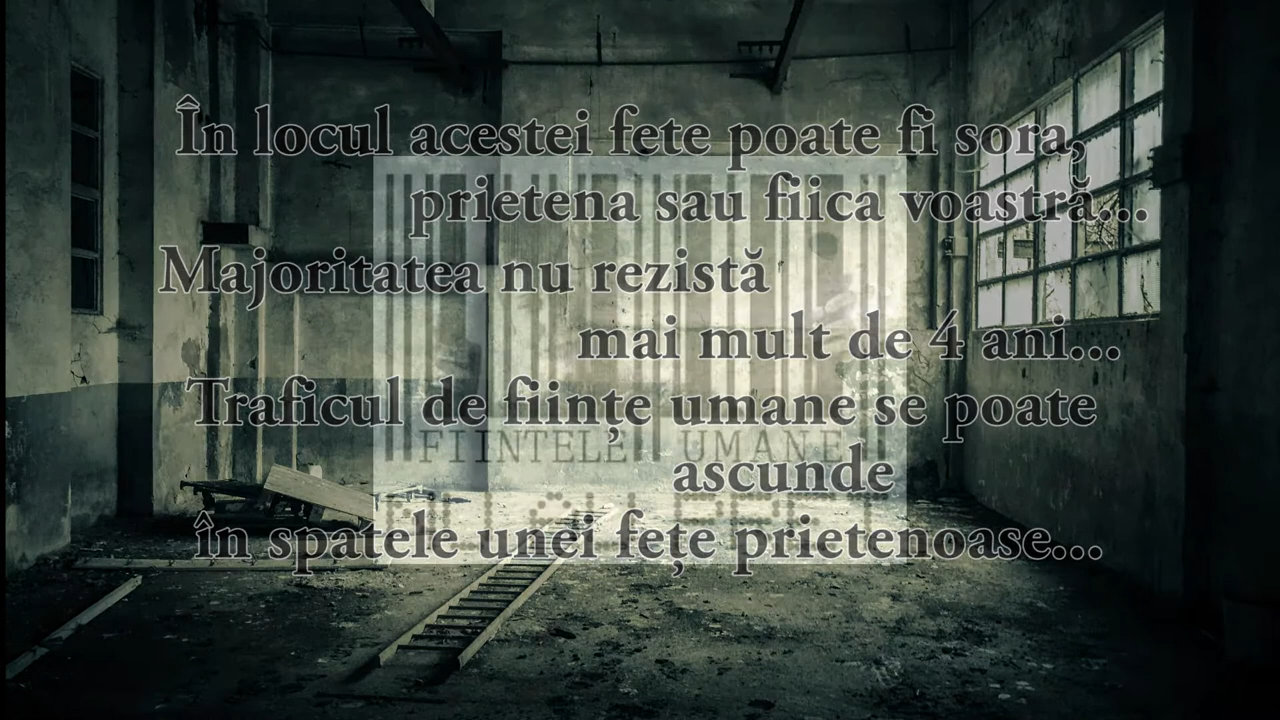 În locul acestei fete poate fi sora,
prietena sau fiica voastră...
Majoritatea nu rezistă
mai mult de 4 ani...
Traficul de ființe umane se poate
FIINTELE UMANE
ascunde
în spatele unei fețe prietenoase...